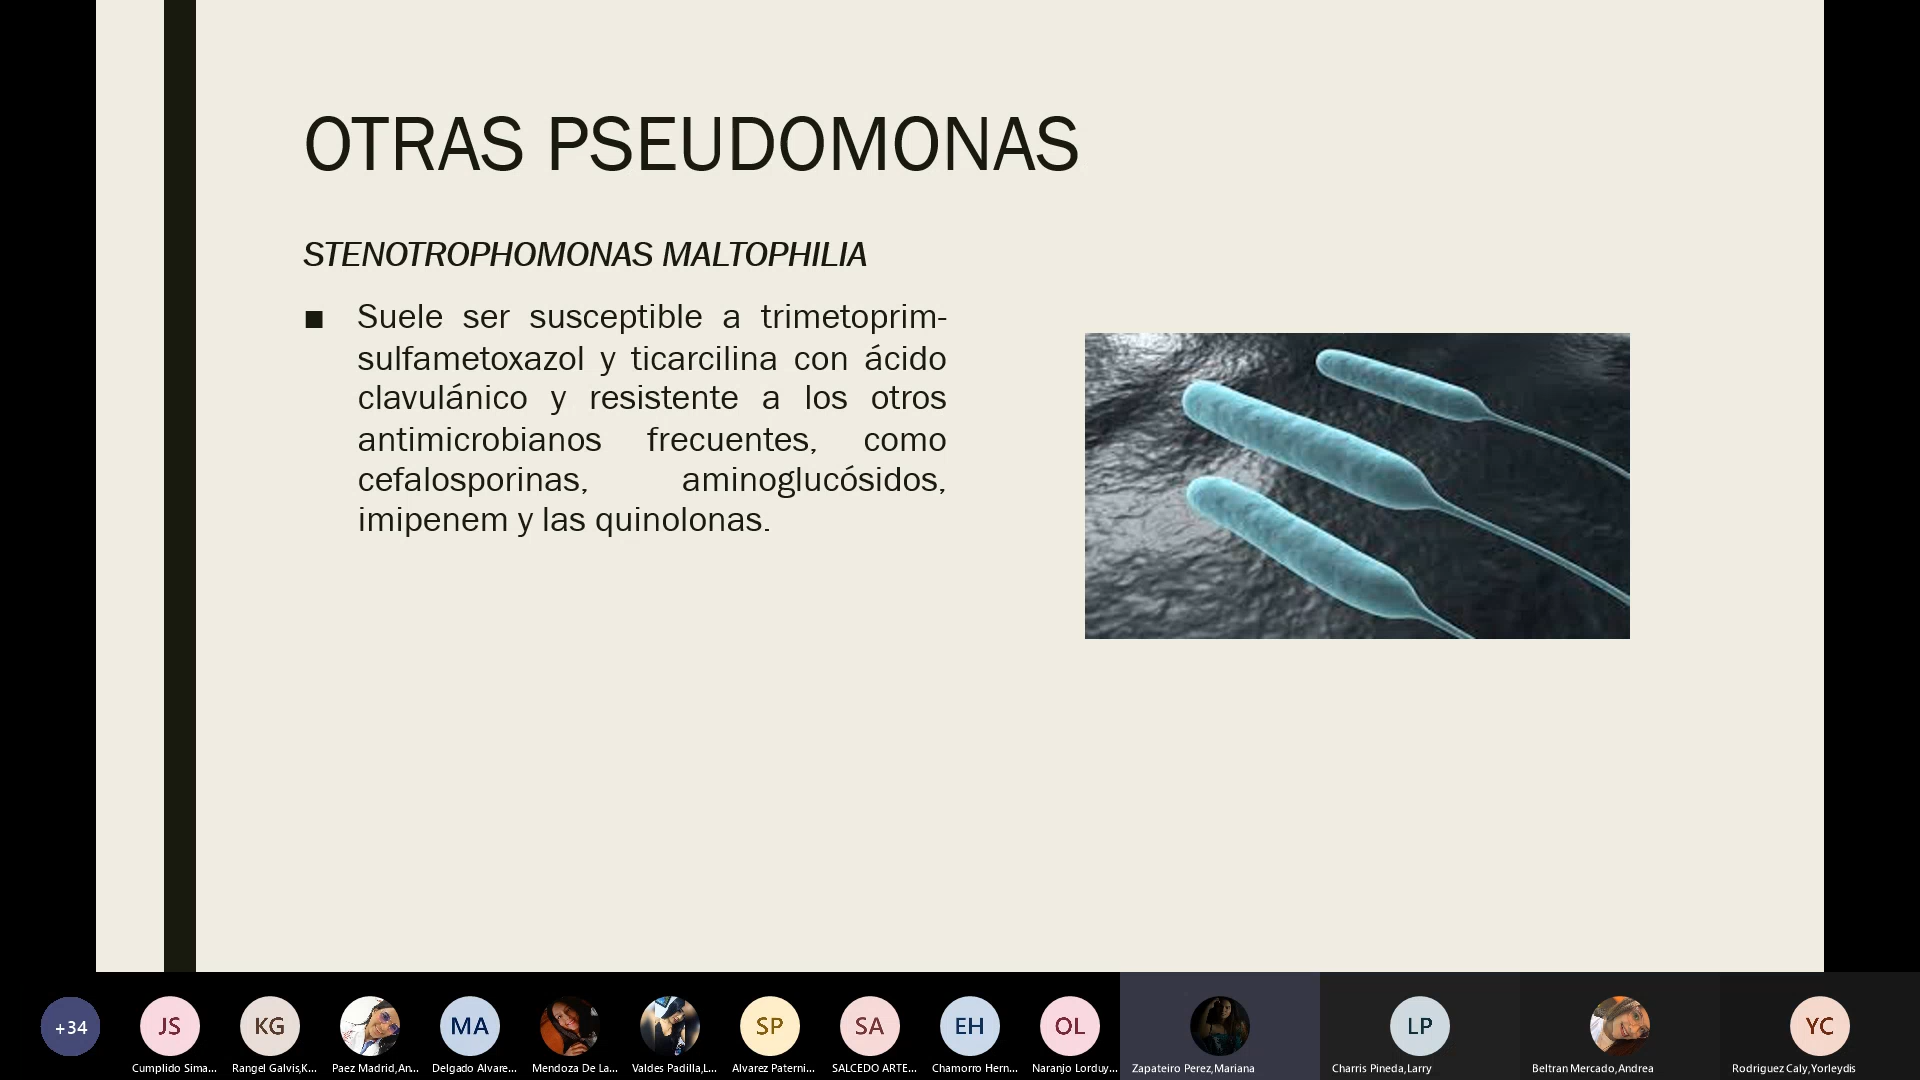 OTRAS PSEUDOMONAS
STENOTROPHOMONAS MALTOPHILIA
■ Suele ser susceptible a trimetoprim-
sulfametoxazol y ticarcilina con ácido
clavulánico y resistente a los otros
antimicrobianos frecuentes, como
cefalosporinas, aminoglucósidos,
imipenem y las quinolonas.
+34 JS KG MA SP SA EH OL LP YC
Cumplido Sima... Rangel Galvis,K... Paez Madrid,An... Delgado Alvare... Mendoza De La... Valdes Padilla,L... Alvarez Paterni... SALCEDO ARTE... Chamorro Hern... Naranjo Lorduy... Zapateiro Perez,Mariana Charris Pineda,Larry Beltran Mercado,Andrea Rodriguez Caly,Yorleydis